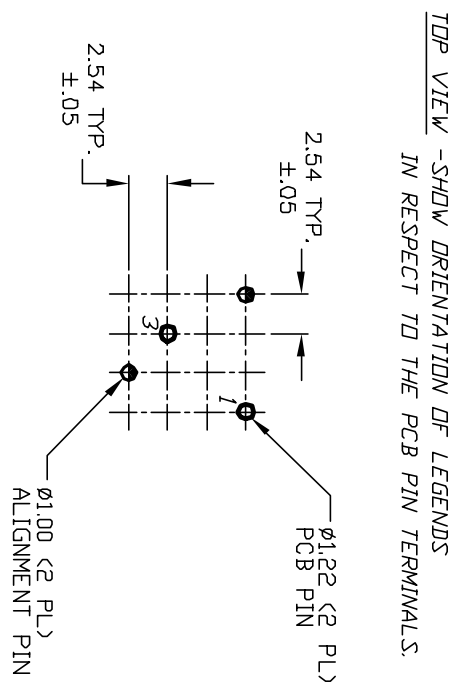 TOP VIEW -SHOW ORIENTATION OF LEGENDS
IN RESPECT TO THE PCB PIN TERMINALS.
2.54 TYP.
±.05
2.54 TYP.
±.05
1
3
Ø1.22 (2 PL)
PCB PIN
Ø1.00 (2 PL)
ALIGNMENT PIN